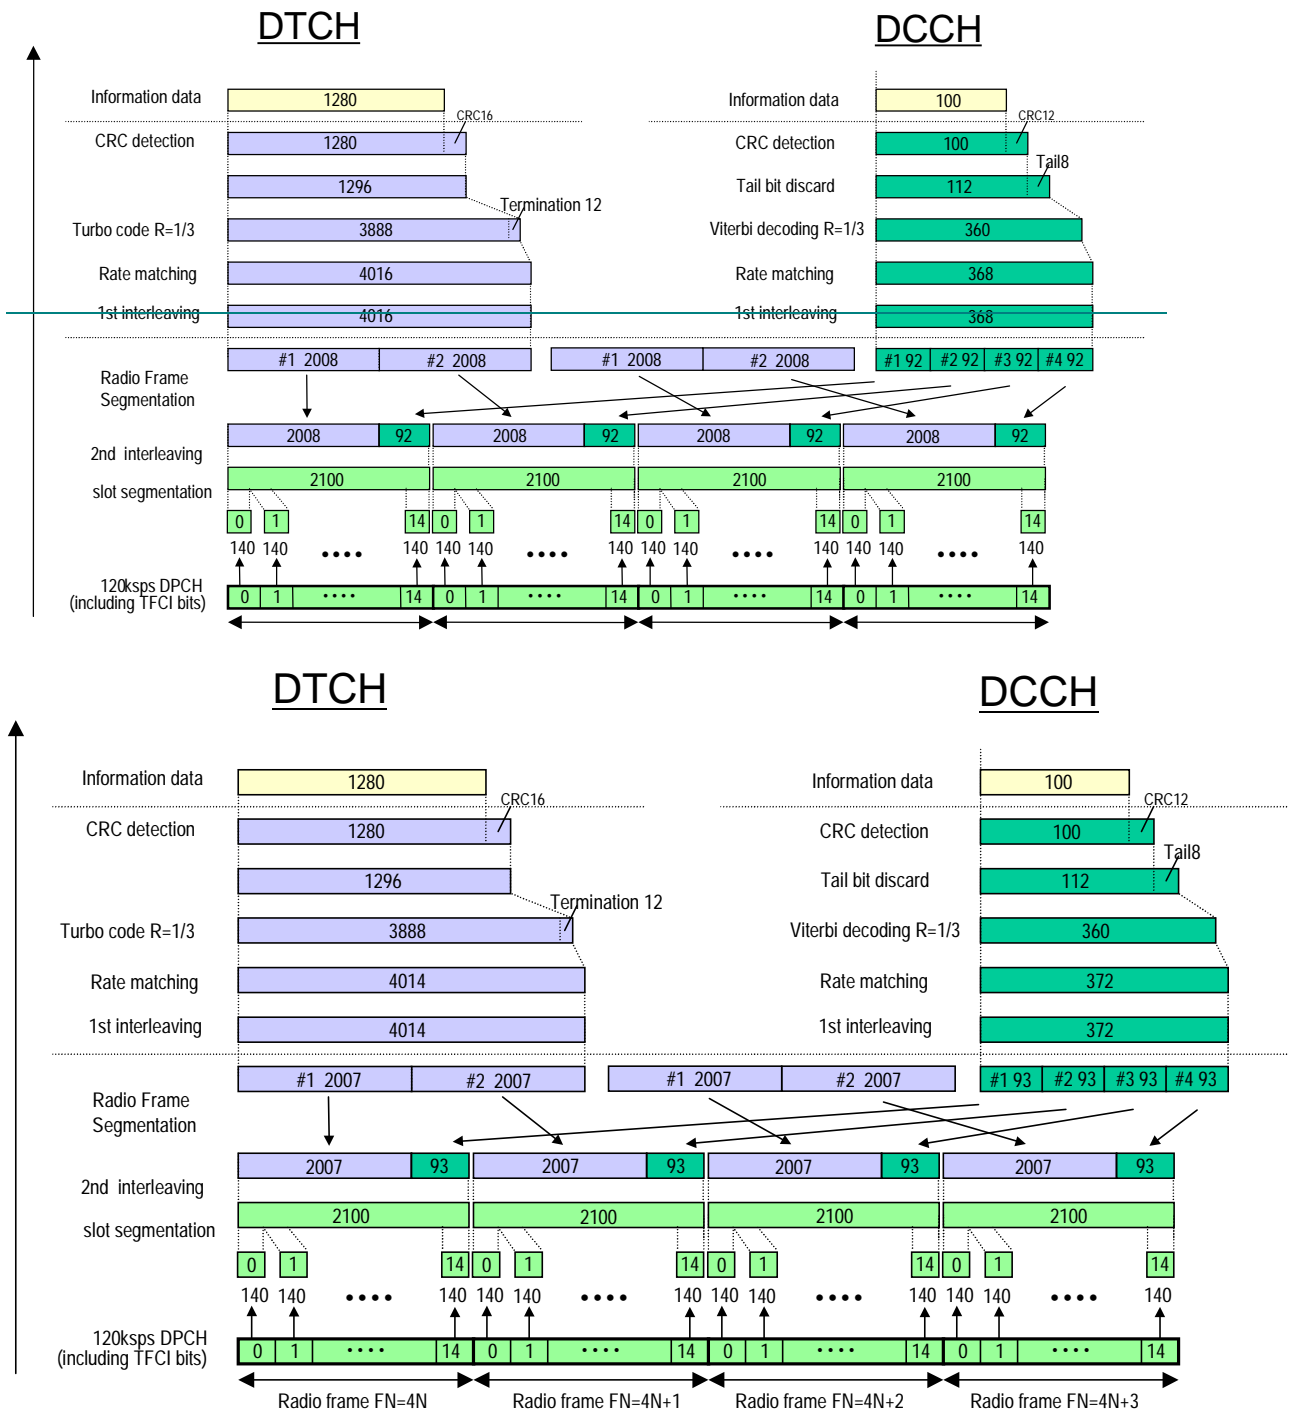 DTCH DCCH
Information data 1280 Information data 100
CRC16 CRC12
CRC detection 1280 CRC detection 100
Tail8
1296 Tail bit discard 112
Termination 12
Turbo code R=1/3 3888 Viterbi decoding R=1/3 360
Rate matching 4016 Rate matching 368
1st interleaving 4016 1st interleaving 368
#1 2008 #2 2008 #1 2008 #2 2008 #1 92 #2 92 #3 92 #4 92
Radio Frame
Segmentation
2008 92 2008 92 2008 92 2008 92
2nd interleaving
slot segmentation 2100 2100 2100 2100
0 1 14 0 1 14 0 1 14 0 1 14
140 140 •••• 140 140 140 •••• 140 140 140 •••• 140 140 140 •••• 140
120ksps DPCH
(including TFCI bits) 0 1 •••• 14 0 1 •••• 14 0 1 •••• 14 0 1 •••• 14
DTCH DCCH
Information data 1280 Information data 100
CRC16 CRC12
CRC detection 1280 CRC detection 100
Tail8
1296 Tail bit discard 112
Termination 12
Turbo code R=1/3 3888 Viterbi decoding R=1/3 360
Rate matching 4014 Rate matching 372
1st interleaving 4014 1st interleaving 372
#1 2007 #2 2007 #1 2007 #2 2007 #1 93 #2 93 #3 93 #4 93
Radio Frame
Segmentation
2007 93 2007 93 2007 93 2007 93
2nd interleaving
slot segmentation 2100 2100 2100 2100
0 1 14 0 1 14 0 1 14 0 1 14
140 140 •••• 140 140 140 •••• 140 140 140 •••• 140 140 140 •••• 140
120ksps DPCH
(including TFCI bits) 0 1 •••• 14 0 1 •••• 14 0 1 •••• 14 0 1 •••• 14
Radio frame FN=4N Radio frame FN=4N+1 Radio frame FN=4N+2 Radio frame FN=4N+3